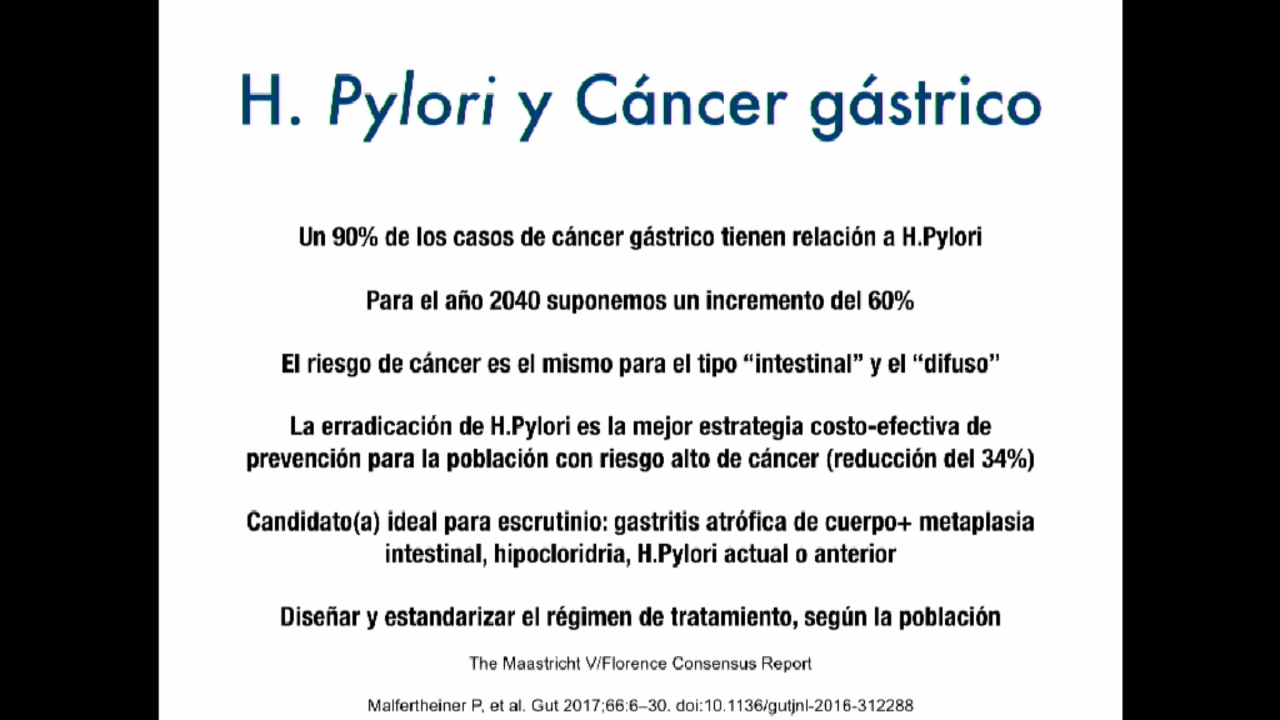 H. Pylori y Cáncer gástrico
Un 90% de los casos de cáncer gástrico tienen relación a H.Pylori
Para el año 2040 suponemos un incremento del 60%
El riesgo de cáncer es el mismo para el tipo “intestinal” y el “difuso”
La erradicación de H.Pylori es la mejor estrategia costo-efectiva de
prevención para la población con riesgo alto de cáncer (reducción del 34%)
Candidato(a) ideal para escrutinio: gastritis atrófica de cuerpo+ metaplasia
intestinal, hipocloridria, H.Pylori actual o anterior
Diseñar y estandarizar el régimen de tratamiento, según la población
The Maastricht V/Florence Consensus Report
Malfertheiner P, et al. Gut 2017;66:6–30. doi:10.1136/gutjnl-2016-312288